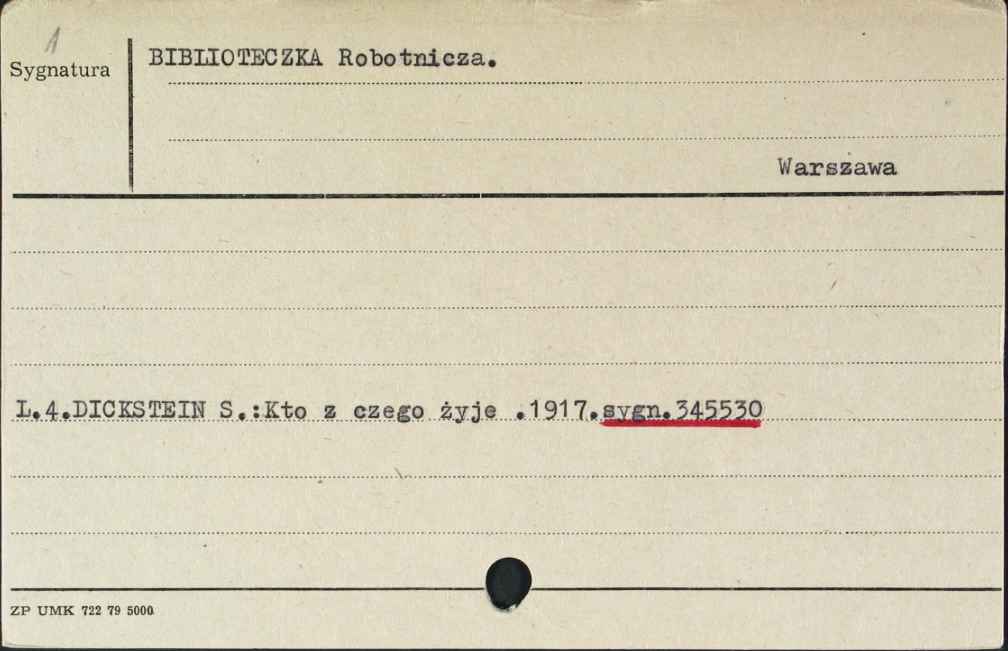 1
Sygnatura
BIBLIOTECZKA Robotnicza.
Warszawa
L.4.DICKSTEIN S.:Kto z czego żyje .1917.sygn.345530
ZP UMK 722 79 5000